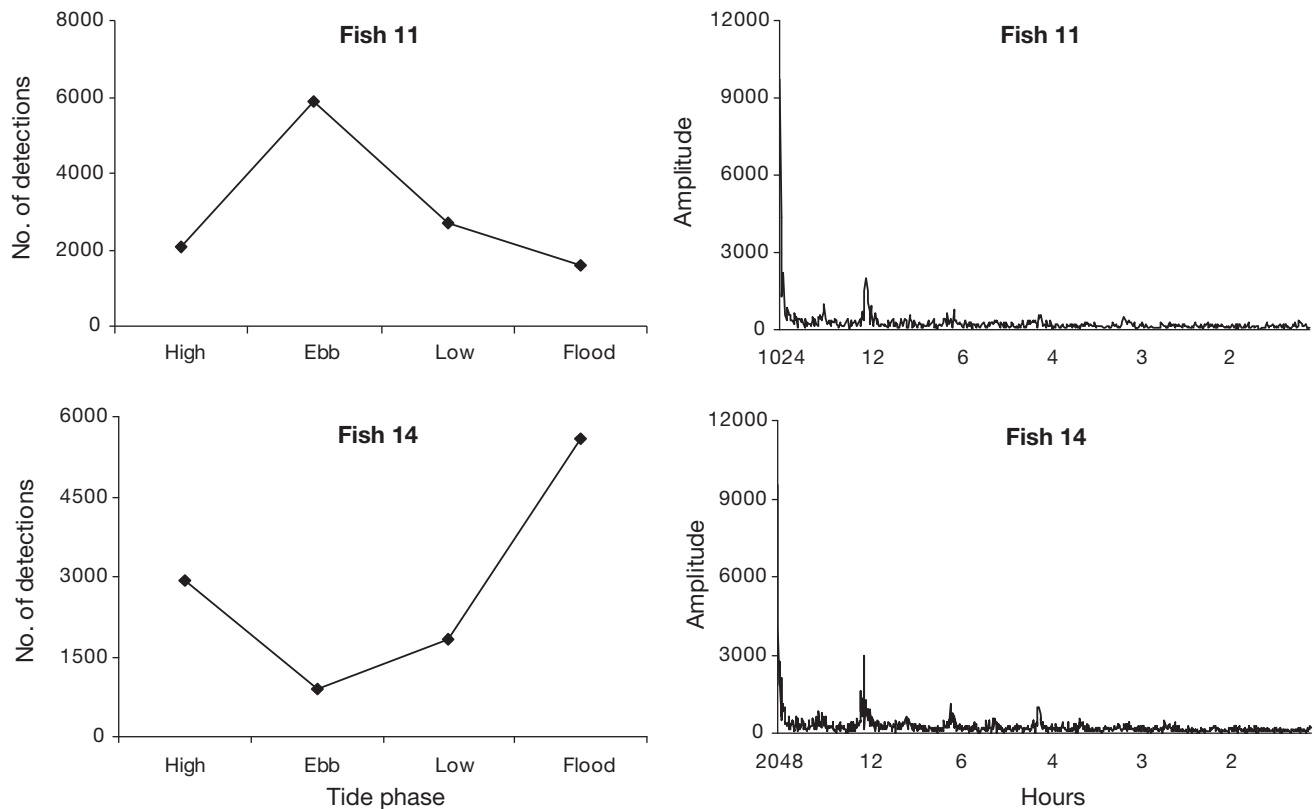 Fish 11
No. of detections
8000
6000
4000
2000
0
High Ebb Low Flood
Fish 11
Amplitude
12000
9000
6000
3000
0
1024 12 6 4 3 2
Fish 14
No. of detections
6000
4500
3000
1500
0
High Ebb Low Flood
Tide phase
Fish 14
Amplitude
12000
9000
6000
3000
0
2048 12 6 4 3 2
Hours